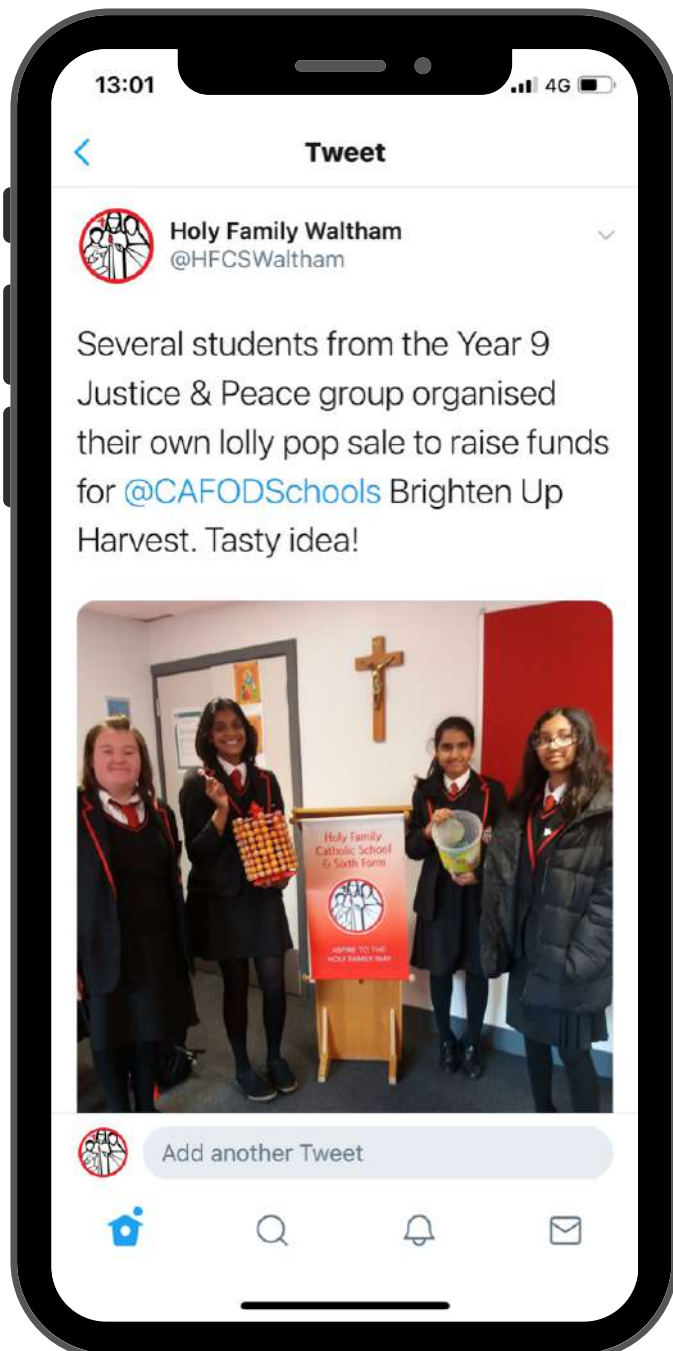 13:01
4G
Tweet
Holy Family Waltham
@HFCSWaltham
Several students from the Year 9
Justice & Peace group organised
their own lolly pop sale to raise funds
for @CAFODSchools Brighten Up
Harvest. Tasty idea!
Holy Family
Catholic School
& Sixth Form
ASPIRE TO THE
HOLY FAMILY WAY
Add another Tweet